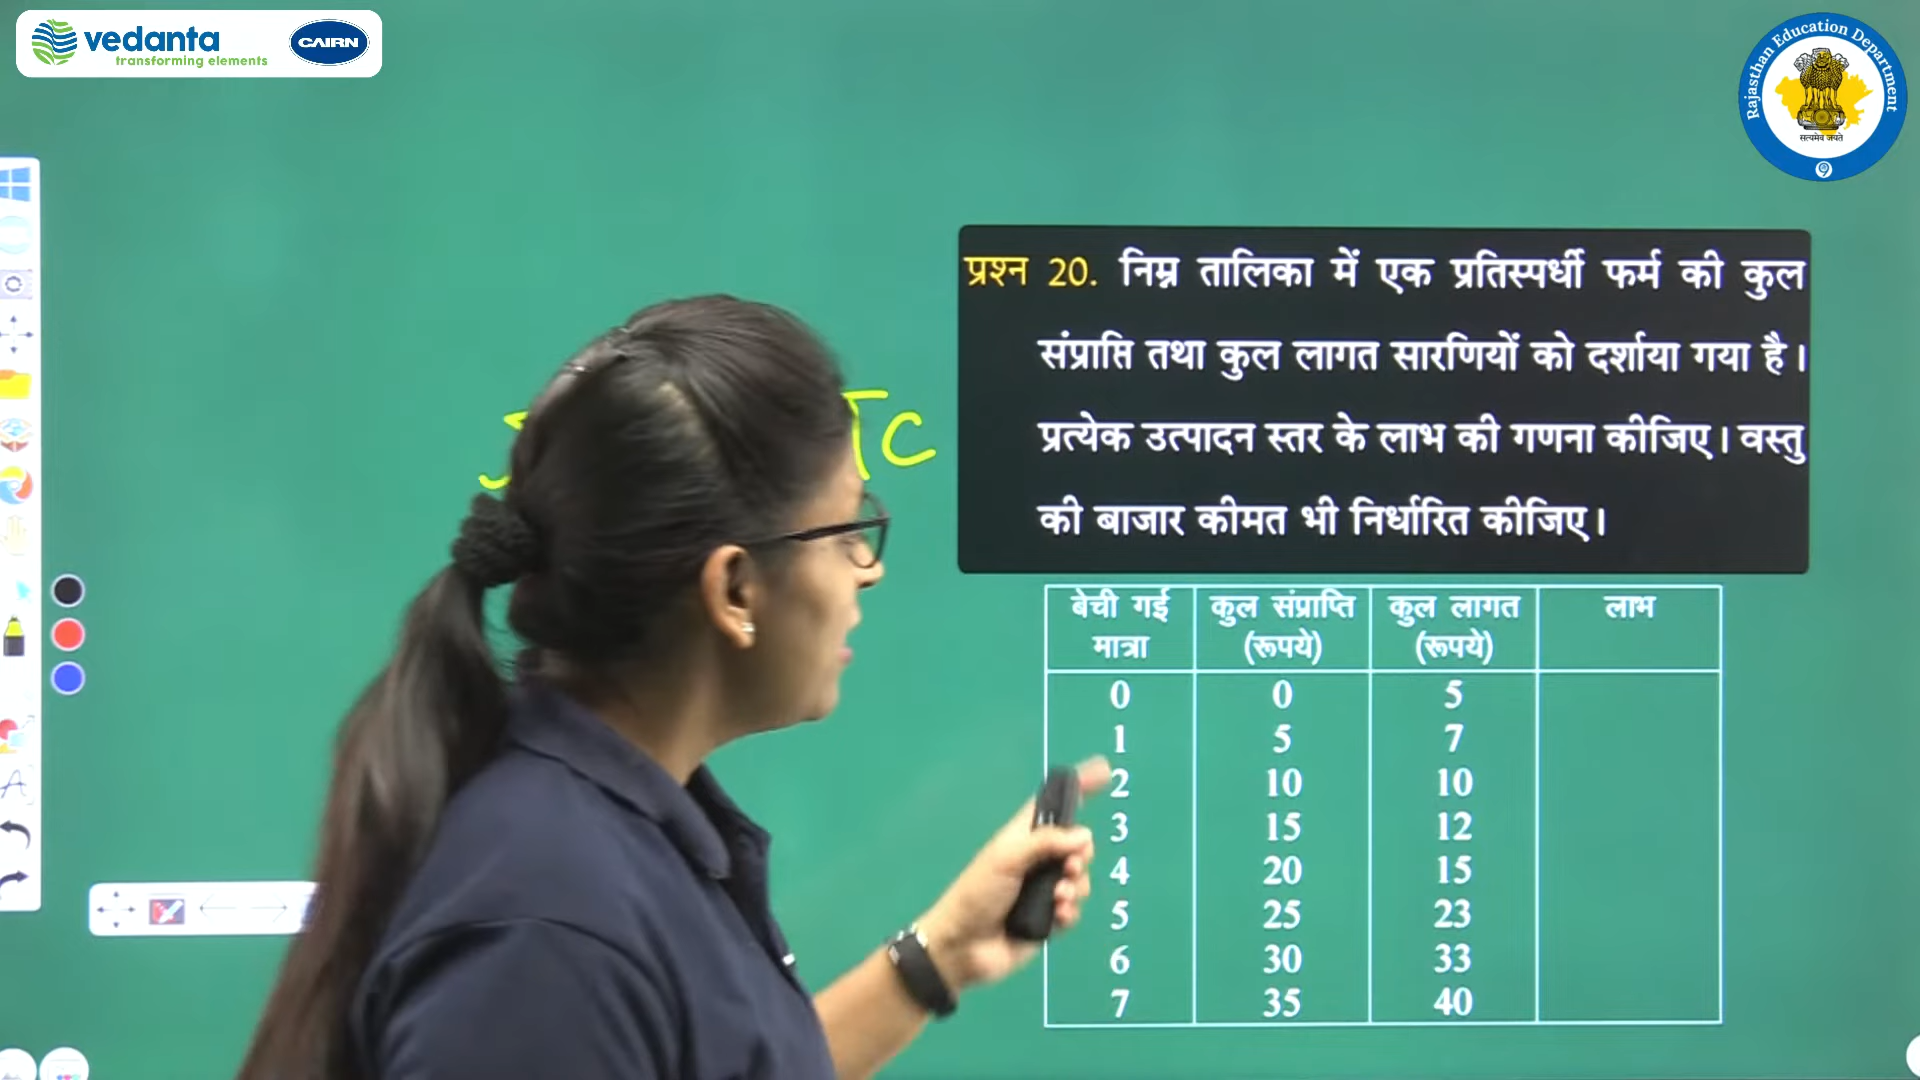 vedanta
transforming elements
CAIRN
Rajasthan Education Department
सत्यमेव जयते
TC
प्रश्न 20. निम्न तालिका में एक प्रतिस्पर्धी फर्म की कुल
संप्राप्ति तथा कुल लागत सारणियों को दर्शाया गया है।
प्रत्येक उत्पादन स्तर के लाभ की गणना कीजिए। वस्तु
की बाजार कीमत भी निर्धारित कीजिए।
बेची गई मात्रा कुल संप्राप्ति (रूपये) कुल लागत (रूपये) लाभ
0 0 5
1 5 7
2 10 10
3 15 12
4 20 15
5 25 23
6 30 33
7 35 40